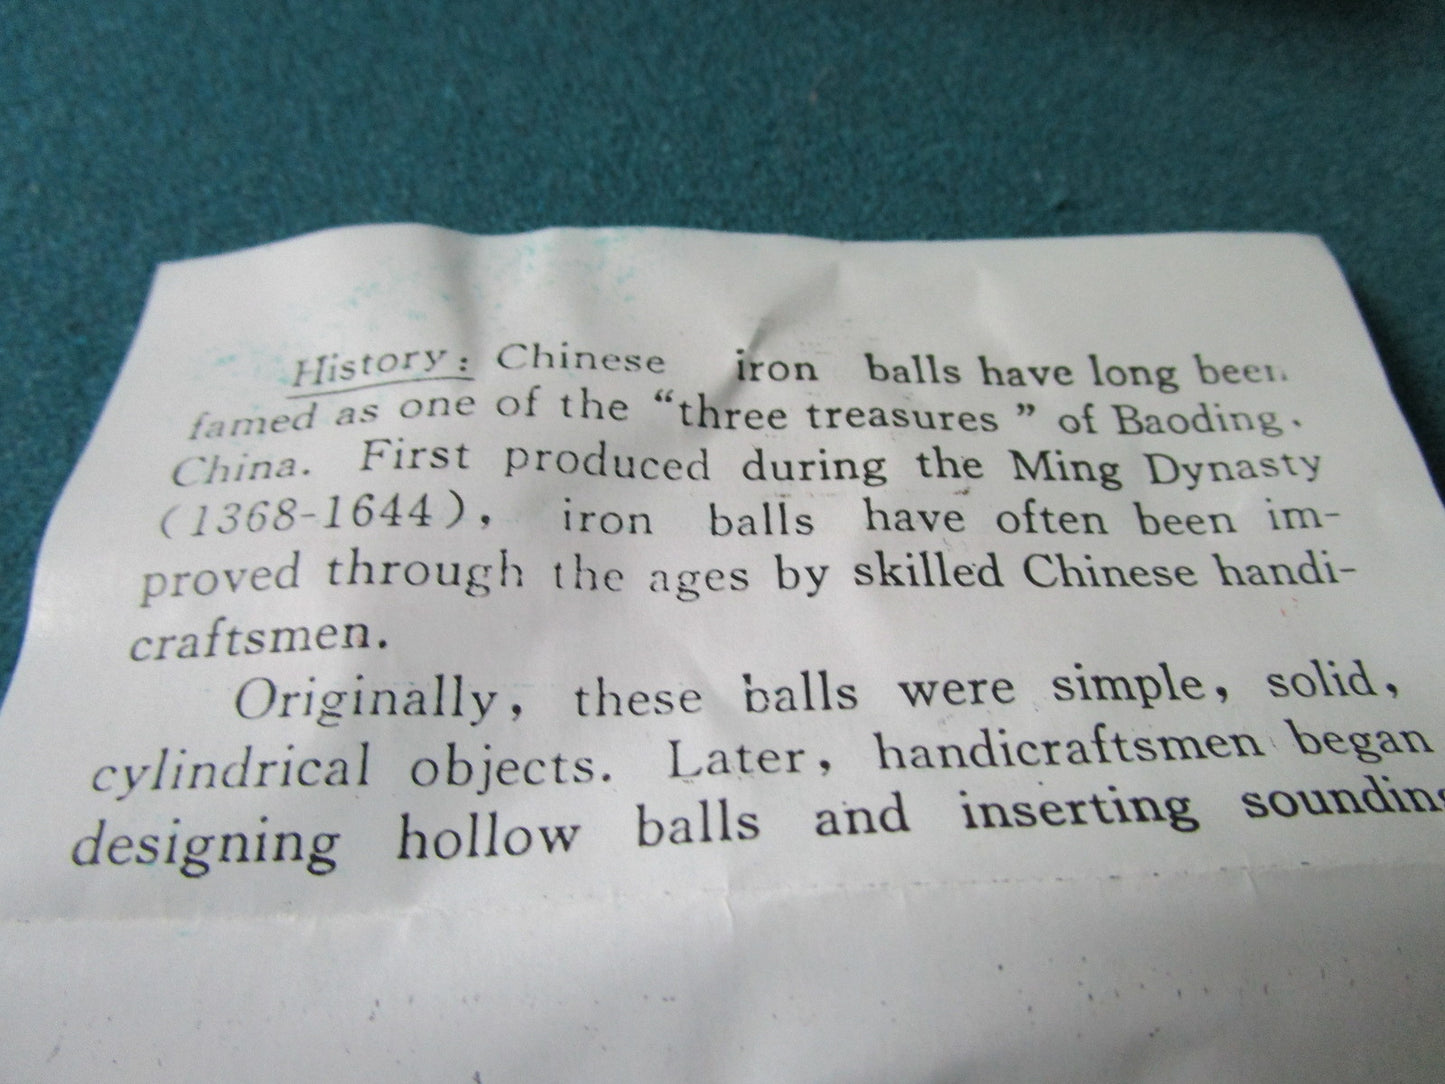 History: Chinese iron balls have long been
famed as one of the “three treasures” of Baoding.
China. First produced during the Ming Dynasty
(1368-1644), iron balls have often been im-
proved through the ages by skilled Chinese handi-
craftsmen.
Originally, these balls were simple, solid,
cylindrical objects. Later, handicraftsmen began
designing hollow balls and inserting sounding